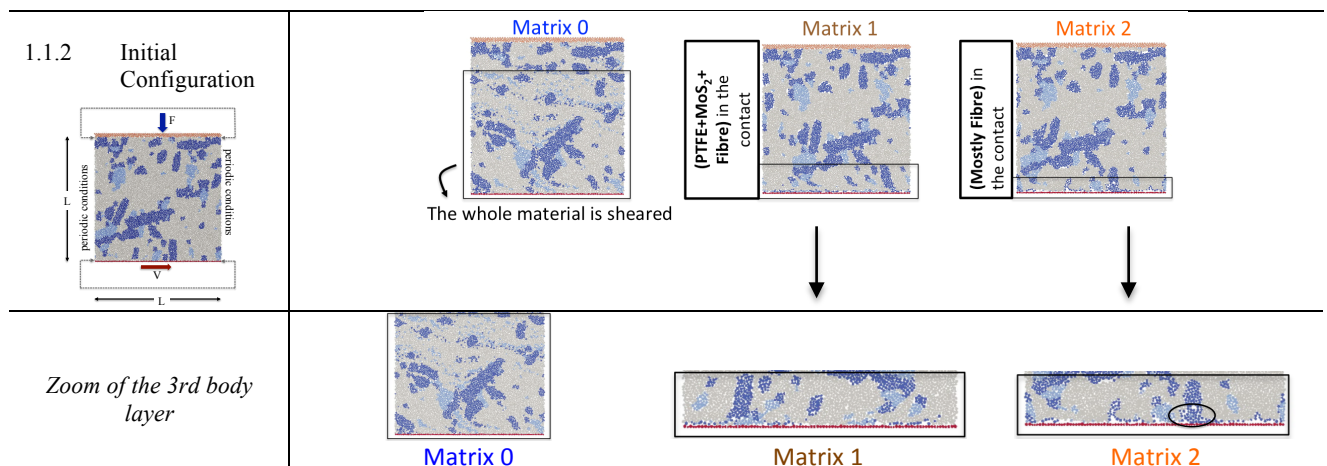 Matrix 0
Matrix 1
Matrix 2
1.1.2 Initial
Configuration
F
periodic conditions
periodic conditions
L
V
L
(PTFE+MoS₂+
Fibre) in the
contact
(Mostly Fibre) in
the contact
The whole material is sheared
Zoom of the 3rd body
layer
Matrix 0
Matrix 1
Matrix 2